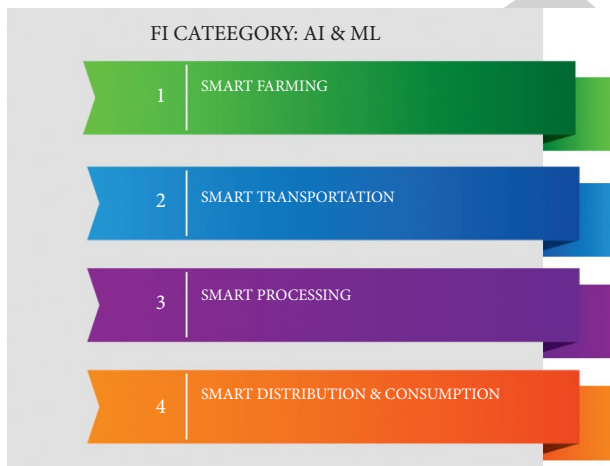 FI CATEEGORY: AI & ML
1 SMART FARMING
2 SMART TRANSPORTATION
3 SMART PROCESSING
4 SMART DISTRIBUTION & CONSUMPTION